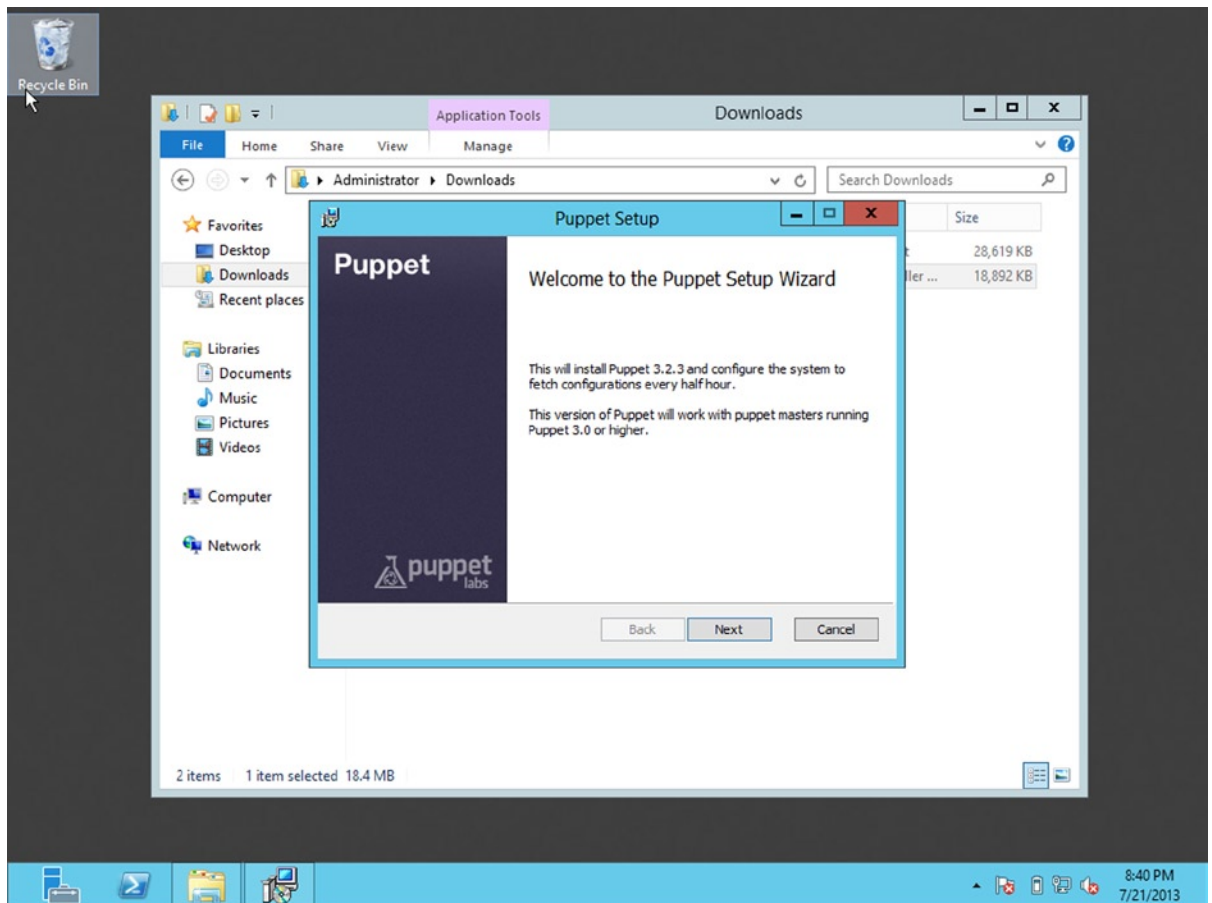 Recycle Bin
Application Tools
Downloads
File Home Share View Manage
Administrator Downloads
Search Downloads
Favorites
Desktop
Downloads
Recent places
Libraries
Documents
Music
Pictures
Videos
Computer
Network
Size
28,619 KB
ller ... 18,892 KB
Puppet Setup
Puppet
Welcome to the Puppet Setup Wizard
This will install Puppet 3.2.3 and configure the system to
fetch configurations every half hour.
This version of Puppet will work with puppet masters running
Puppet 3.0 or higher.
puppet
labs
Back Next Cancel
2 items 1 item selected 18.4 MB
8:40 PM
7/21/2013